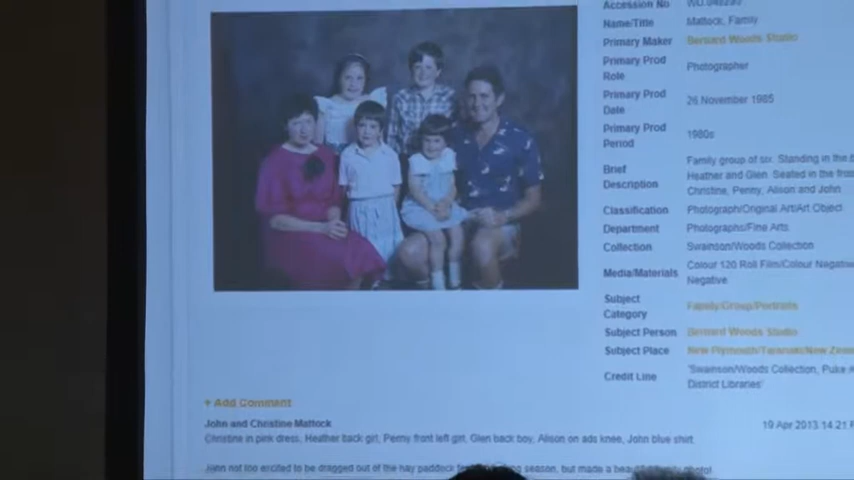 Accession No
Name/Title Mattock, Family
Primary Maker Bernard Woods Studio
Primary Prod Role Photographer
Primary Prod Date 26 November 1985
Primary Prod Period 1980s
Brief Description Family group of six. Standing in the
Heather and Glen. Seated in the
Christine, Penny, Alison and John
Classification Photograph/Original Art/Art Object
Department Photographs/Fine Arts
Collection Swainson/Woods Collection
Media/Materials Colour 120 Roll Film/Colour
Negative
Subject Category Family/Group/Portraits
Subject Person Bernard Woods Studio
Subject Place New Plymouth/Taranaki/New
Credit Line 'Swainson/Woods Collection, Puke
District Libraries'
Add Comment
John and Christine Mattock 19 Apr 2013 14:21
Christine in pink dress, Heather back girl, Penny front left girl, Glen back boy, Alison on ads knee, John blue shirt.
John not too excited to be dragged out of the hay paddock season, but made a photo!